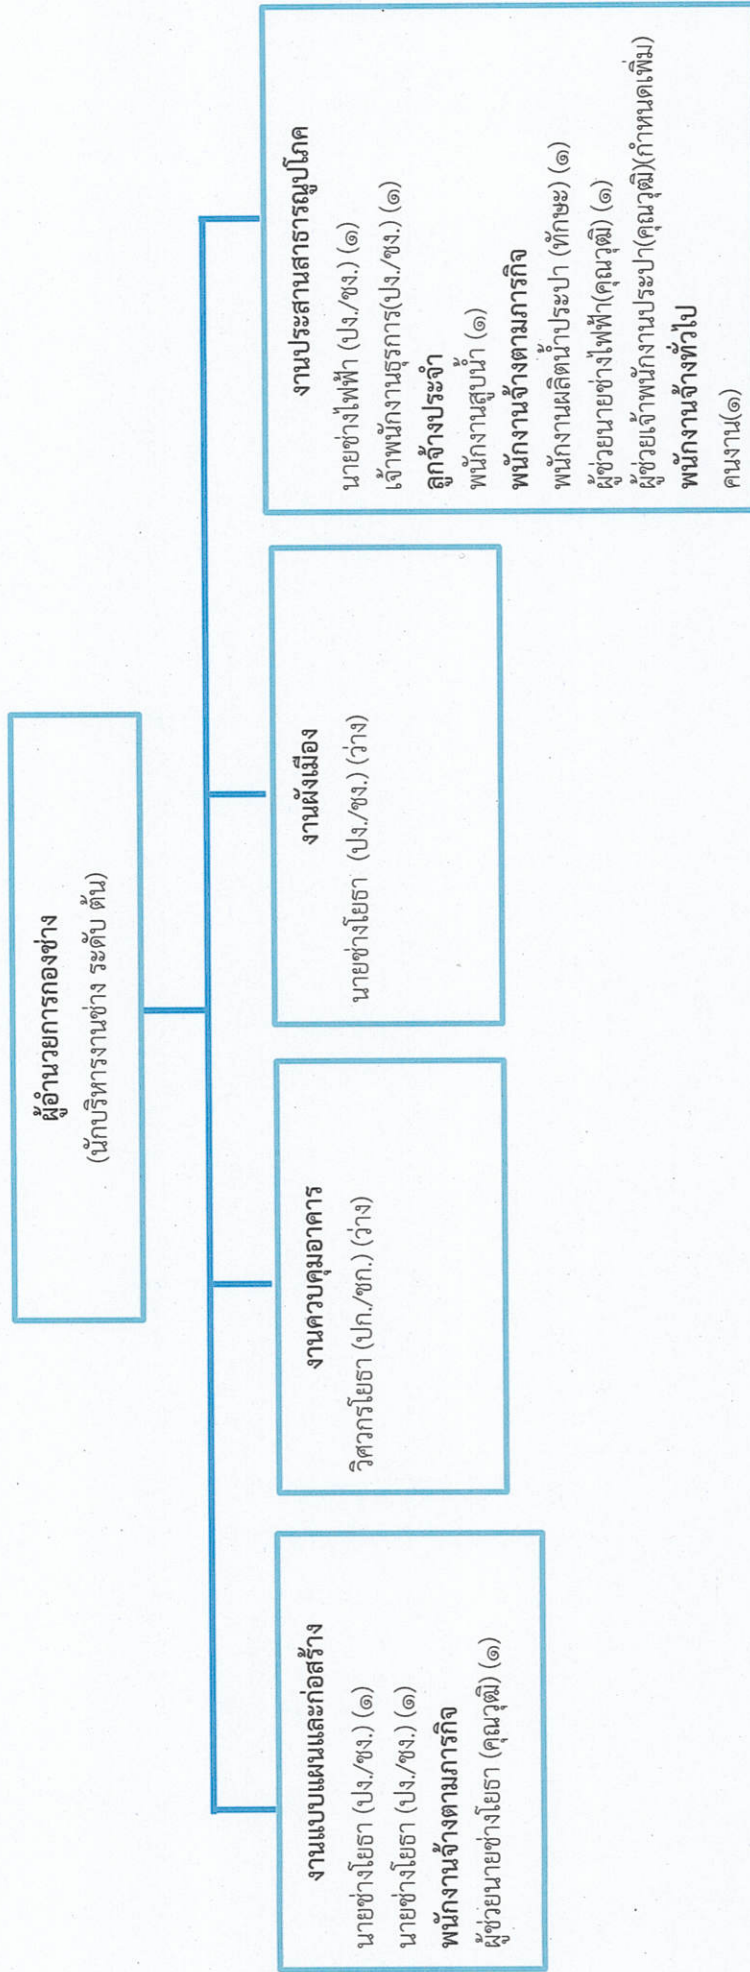 ผู้อำนวยการกองช่าง
(นักบริหารงานช่าง ระดับ ต้น)
งานแบบแผนและก่อสร้าง
นายช่างโยธา (ปง./ชง.) (๑)
นายช่างโยธา (ปง./ชง.) (๑)
พนักงานจ้างตามภารกิจ
ผู้ช่วยนายช่างโยธา (คุณวุฒิ) (๑)
งานควบคุมอาคาร
วิศวกรโยธา (ปก./ชก.) (ว่าง)
งานผังเมือง
นายช่างโยธา (ปง./ชง.) (ว่าง)
งานประสานสาธารณูปโภค
นายช่างไฟฟ้า (ปง./ชง.) (๑)
เจ้าพนักงานธุรการ(ปง./ชง.) (๑)
ลูกจ้างประจำ
พนักงานสูบน้ำ (๑)
พนักงานจ้างตามภารกิจ
พนักงานผลิตน้ำประปา (ทักษะ) (๑)
ผู้ช่วยนายช่างไฟฟ้า(คุณวุฒิ) (๑)
ผู้ช่วยเจ้าพนักงานประปา(คุณวุฒิ)(กำหนดเพิ่ม)
พนักงานจ้างทั่วไป
คนงาน(๑)